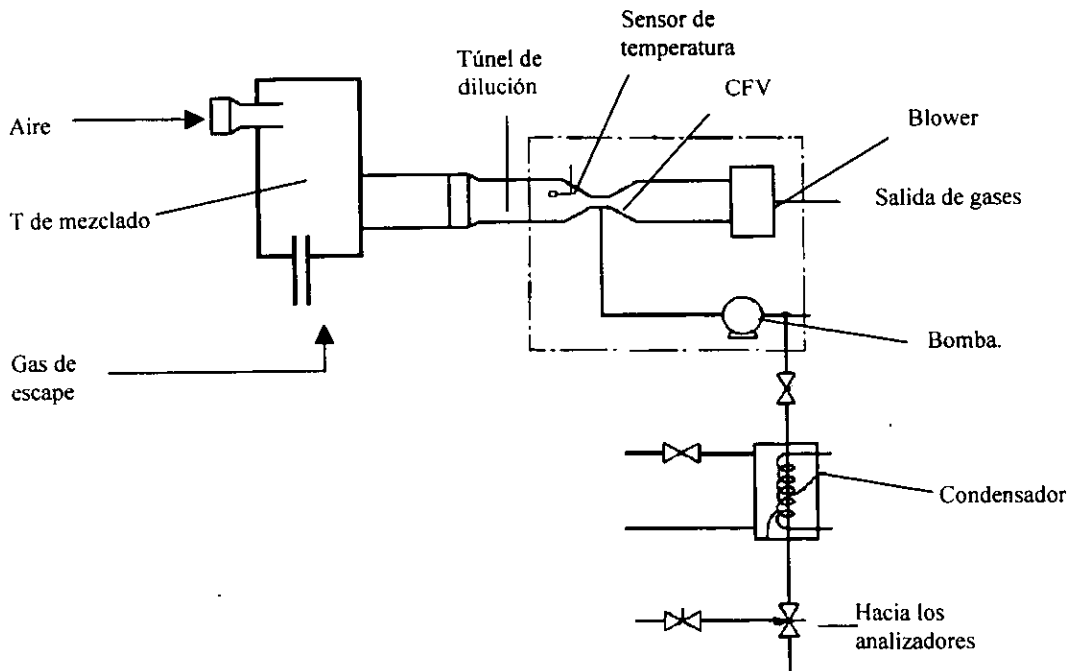 Sensor de
temperatura
Túnel de
dilución
CFV
Blower
Aire
T de mezclado
Salida de gases
Gas de
escape
Bomba.
Condensador
Hacia los
analizadores